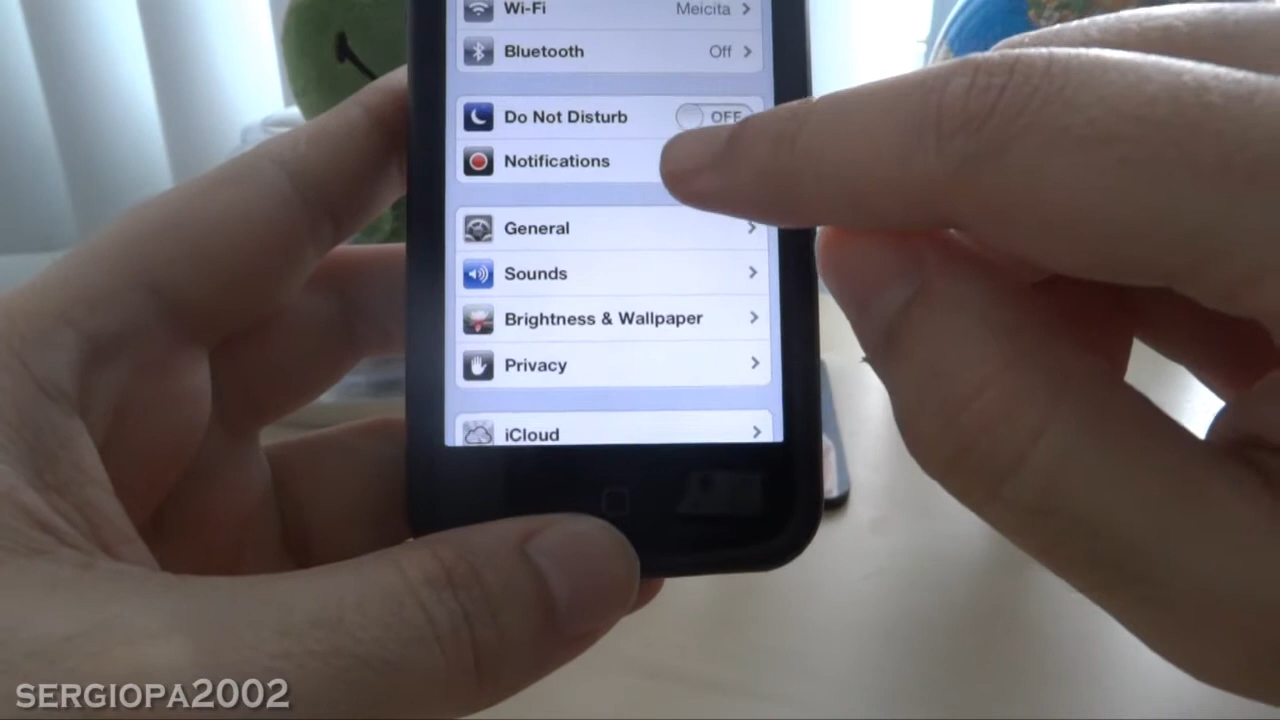 Wi-Fi Meicita
Bluetooth Off
Do Not Disturb OFF
Notifications
General
Sounds
Brightness & Wallpaper
Privacy
iCloud
SERGIOPA2002